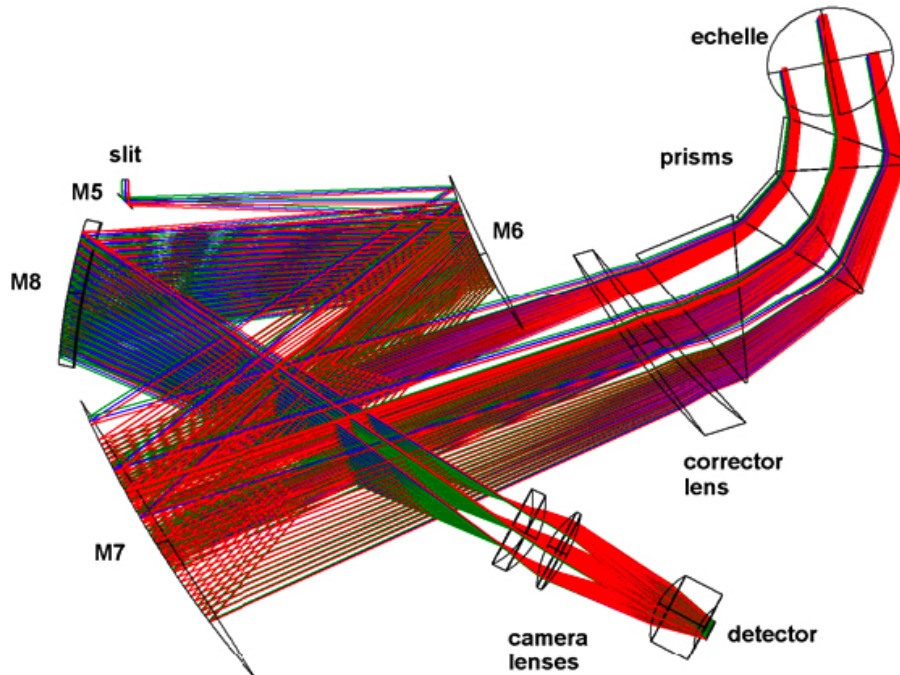 echelle
slit
prisms
M5
M6
M8
corrector
lens
M7
camera
lenses
detector